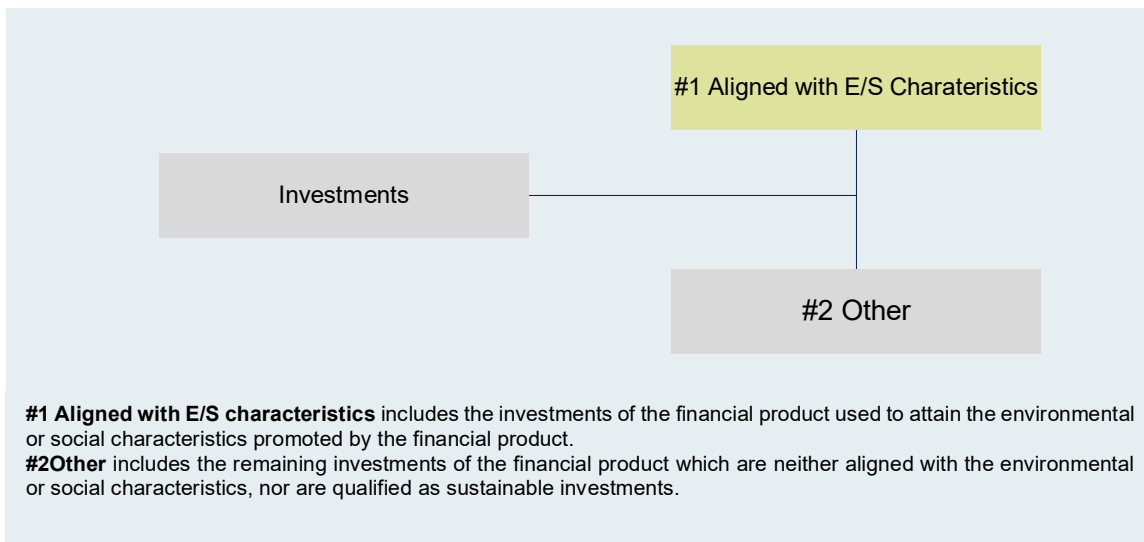 #1 Aligned with E/S Charateristics
Investments
#2 Other
#1 Aligned with E/S characteristics includes the investments of the financial product used to attain the environmental
or social characteristics promoted by the financial product.
#2Other includes the remaining investments of the financial product which are neither aligned with the environmental
or social characteristics, nor are qualified as sustainable investments.